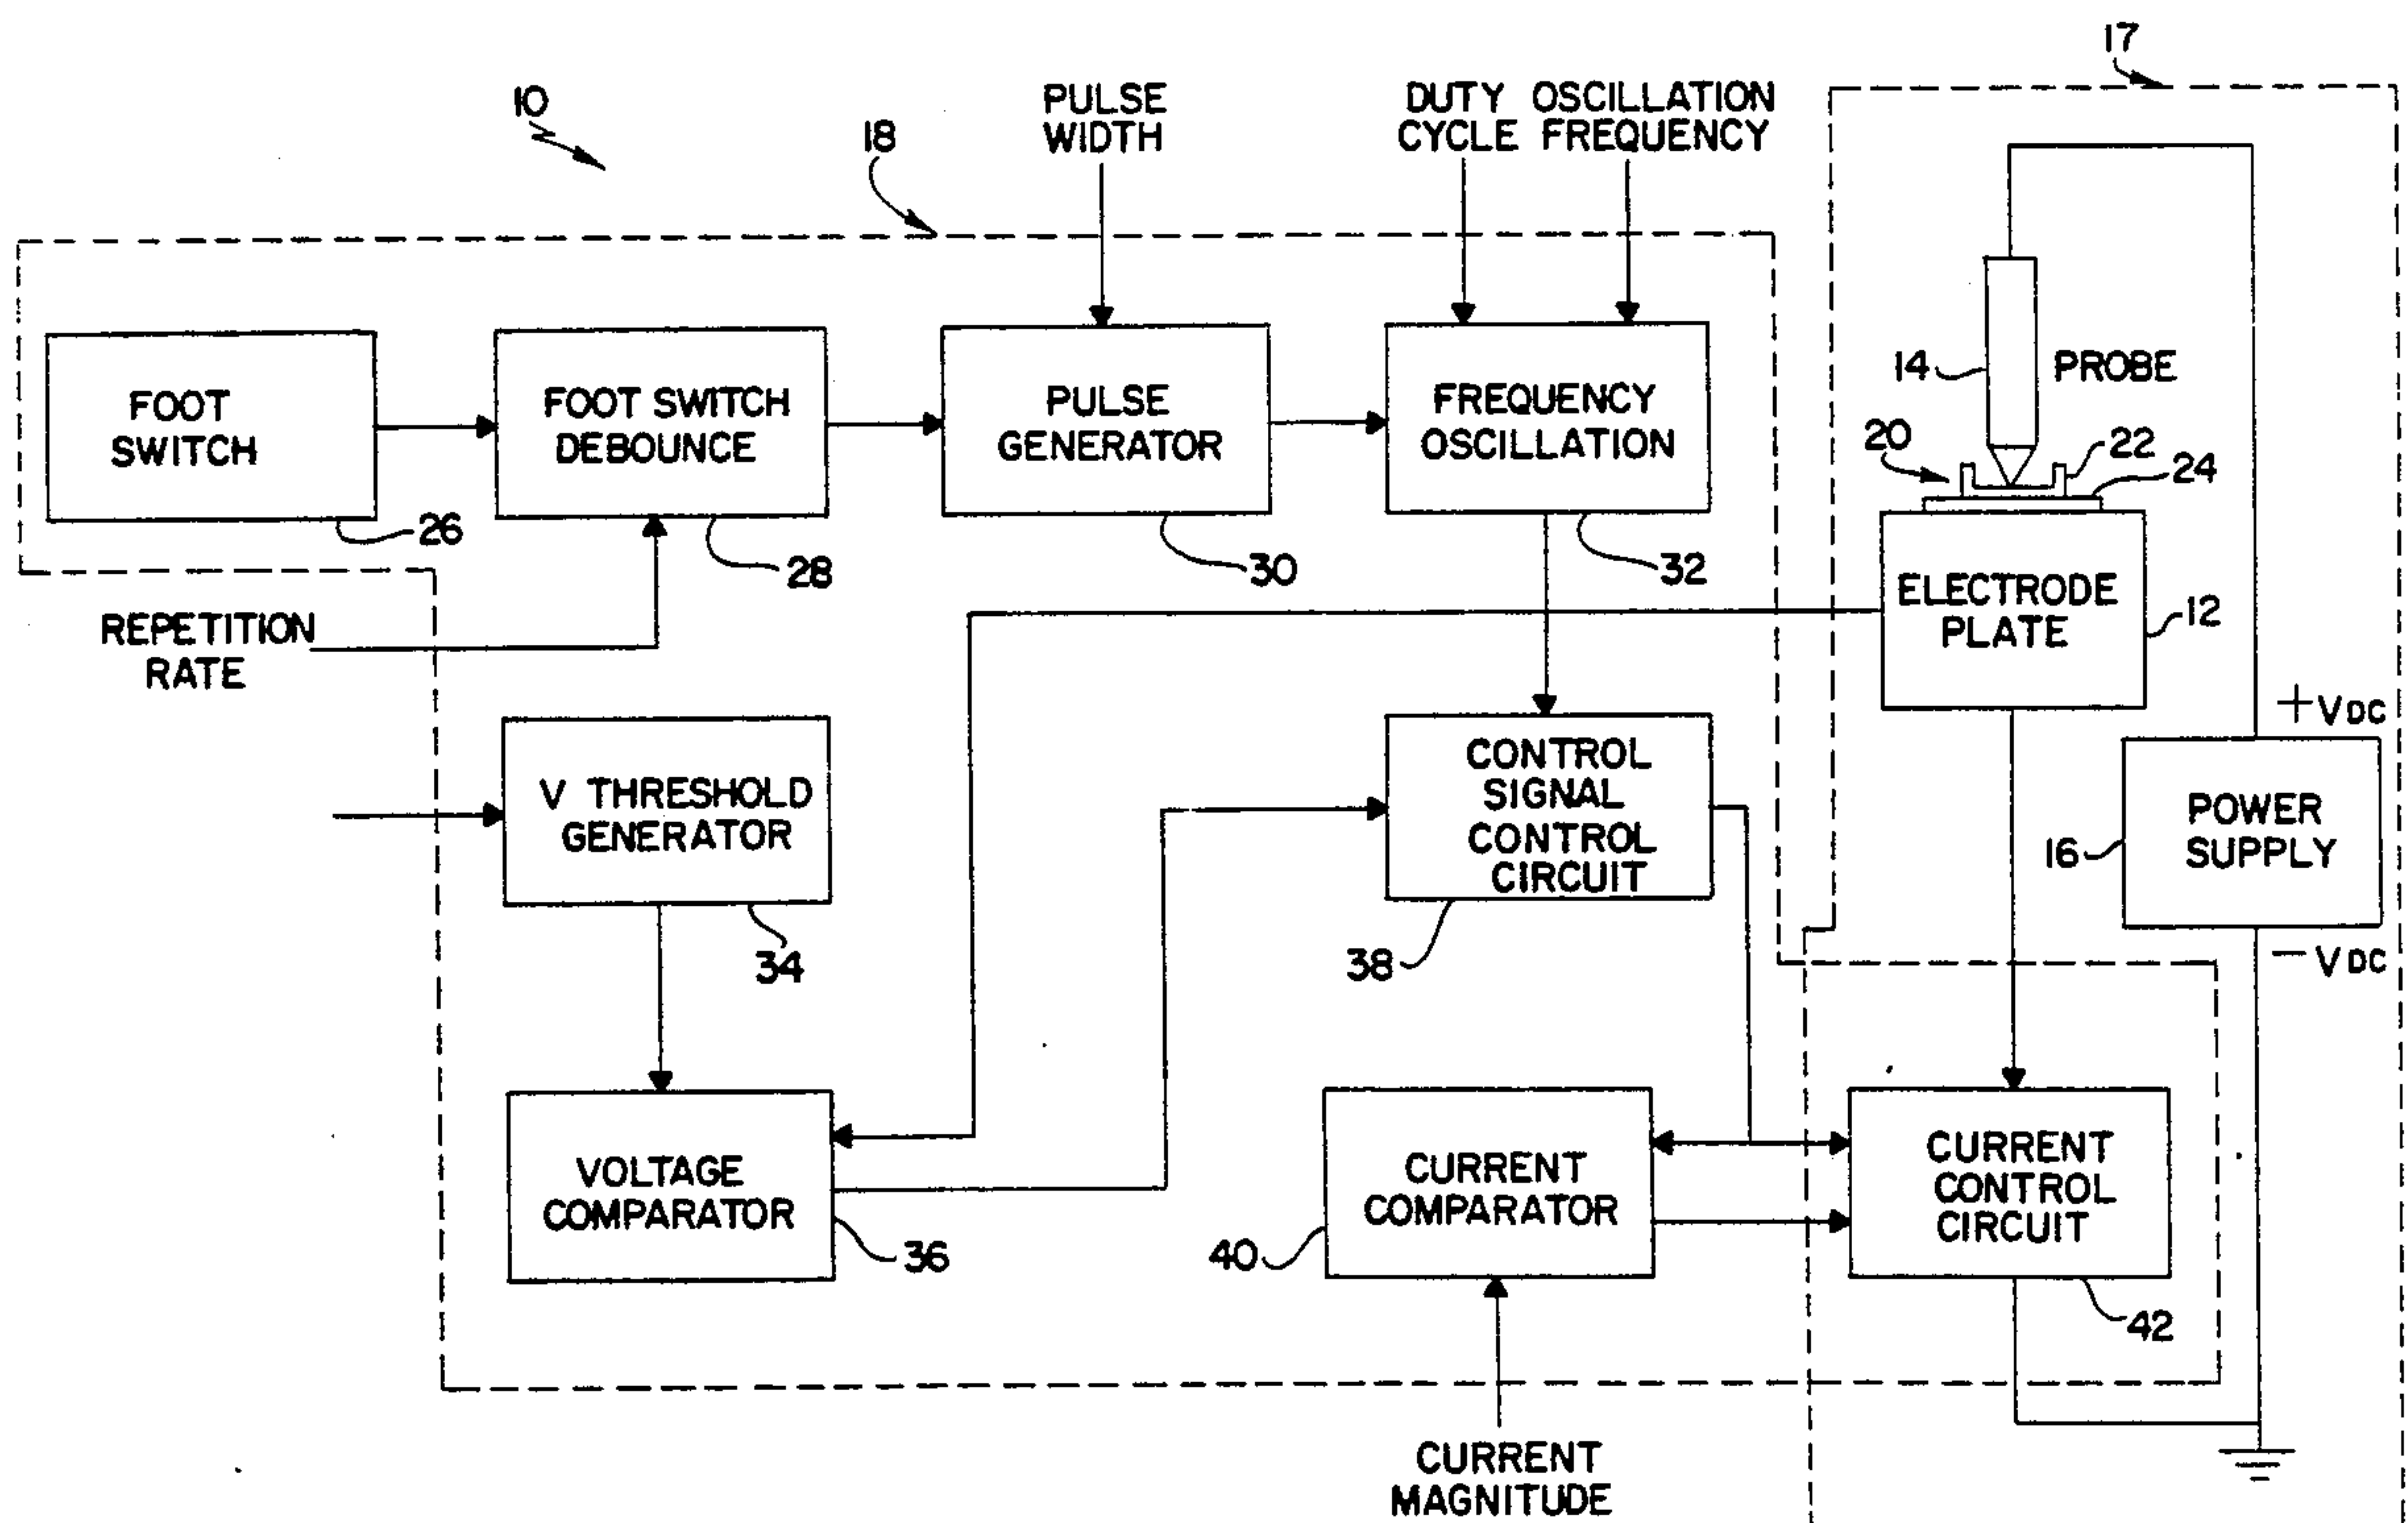 17
10
PULSE
WIDTH
DUTY OSCILLATION
CYCLE FREQUENCY
18
FOOT
SWITCH
26
FOOT SWITCH
DEBOUNCE
28
PULSE
GENERATOR
30
FREQUENCY
OSCILLATION
32
14
PROBE
20
22
24
ELECTRODE
PLATE
12
REPETITION
RATE
+VDC
V THRESHOLD
GENERATOR
34
CONTROL
SIGNAL
CONTROL
CIRCUIT
38
POWER
SUPPLY
16
-VDC
VOLTAGE
COMPARATOR
36
CURRENT
COMPARATOR
40
CURRENT
CONTROL
CIRCUIT
42
CURRENT
MAGNITUDE